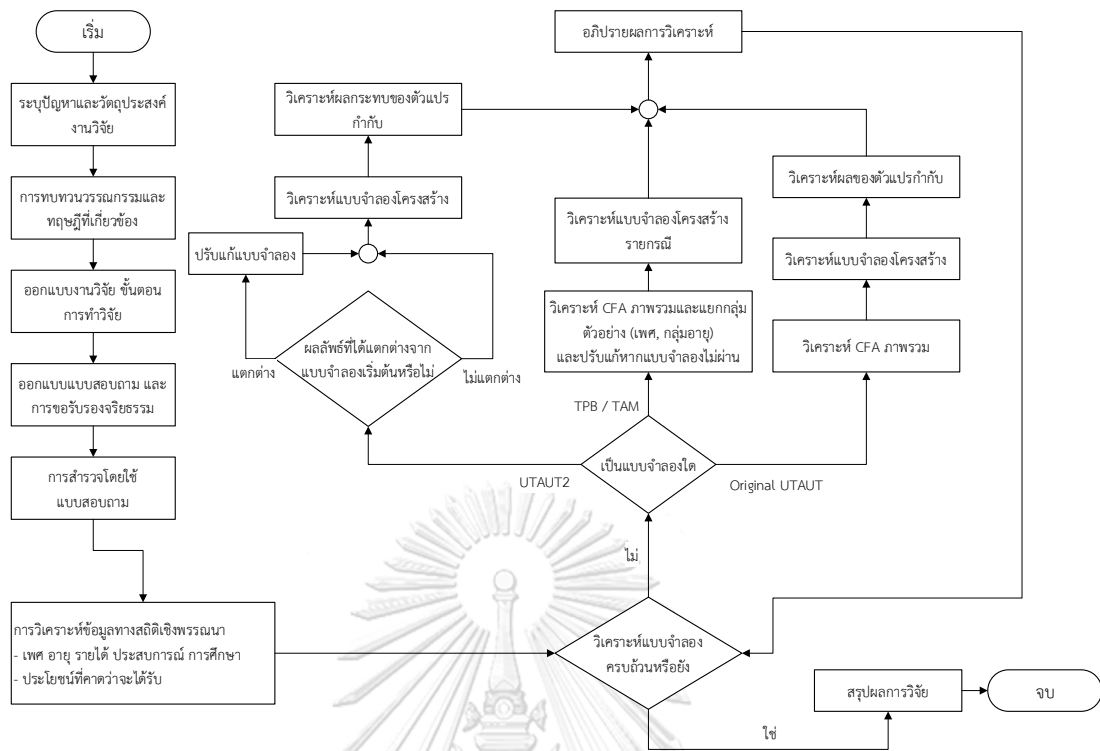 เริ่ม
ระบุปัญหาและวัตถุประสงค์
งานวิจัย
การทบทวนวรรณกรรมและ
ทฤษฎีที่เกี่ยวข้อง
ออกแบบงานวิจัย ขั้นตอน
การทำวิจัย
ออกแบบแบบสอบถาม และ
การขอรับรองจริยธรรม
การสำรวจโดยใช้
แบบสอบถาม
การวิเคราะห์ข้อมูลทางสถิติเชิงพรรณนา
- เพศ อายุ รายได้ ประสบการณ์ การศึกษา
- ประโยชน์ที่คาดว่าจะได้รับ
วิเคราะห์แบบจำลอง
ครบถ้วนหรือยัง
ไม่
ใช่
สรุปผลการวิจัย
จบ
เป็นแบบจำลองใด
UTAUT2
TPB / TAM
Original UTAUT
ผลลัพธ์ที่ได้แตกต่างจาก
แบบจำลองเริ่มต้นหรือไม่
แตกต่าง
ไม่แตกต่าง
ปรับแก้แบบจำลอง
วิเคราะห์แบบจำลองโครงสร้าง
วิเคราะห์ผลกระทบของตัวแปร
กำกับ
วิเคราะห์ CFA ภาพรวมและแยกกลุ่ม
ตัวอย่าง (เพศ, กลุ่มอายุ)
และปรับแก้หากแบบจำลองไม่ผ่าน
วิเคราะห์แบบจำลองโครงสร้าง
รายกรณี
วิเคราะห์ CFA ภาพรวม
วิเคราะห์แบบจำลองโครงสร้าง
วิเคราะห์ผลของตัวแปรกำกับ
อภิปรายผลการวิเคราะห์